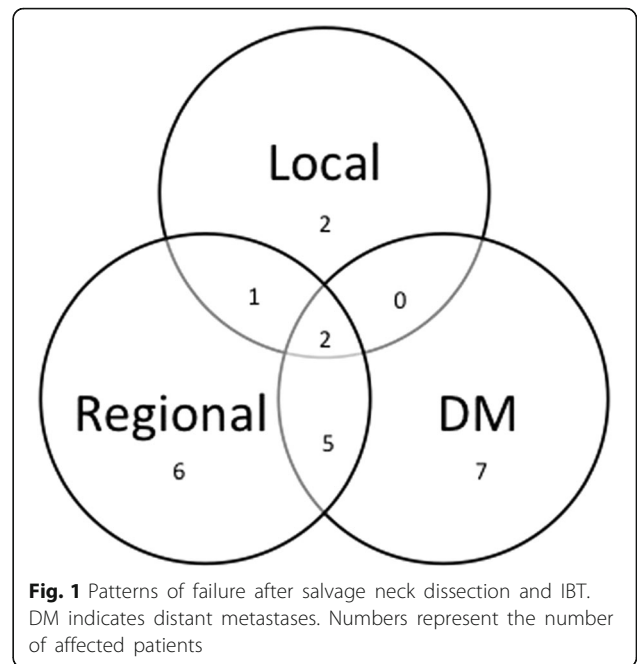 Local
2
1
0
2
Regional
DM
5
6
7
Fig. 1 Patterns of failure after salvage neck dissection and IBT.
DM indicates distant metastases. Numbers represent the number
of affected patients